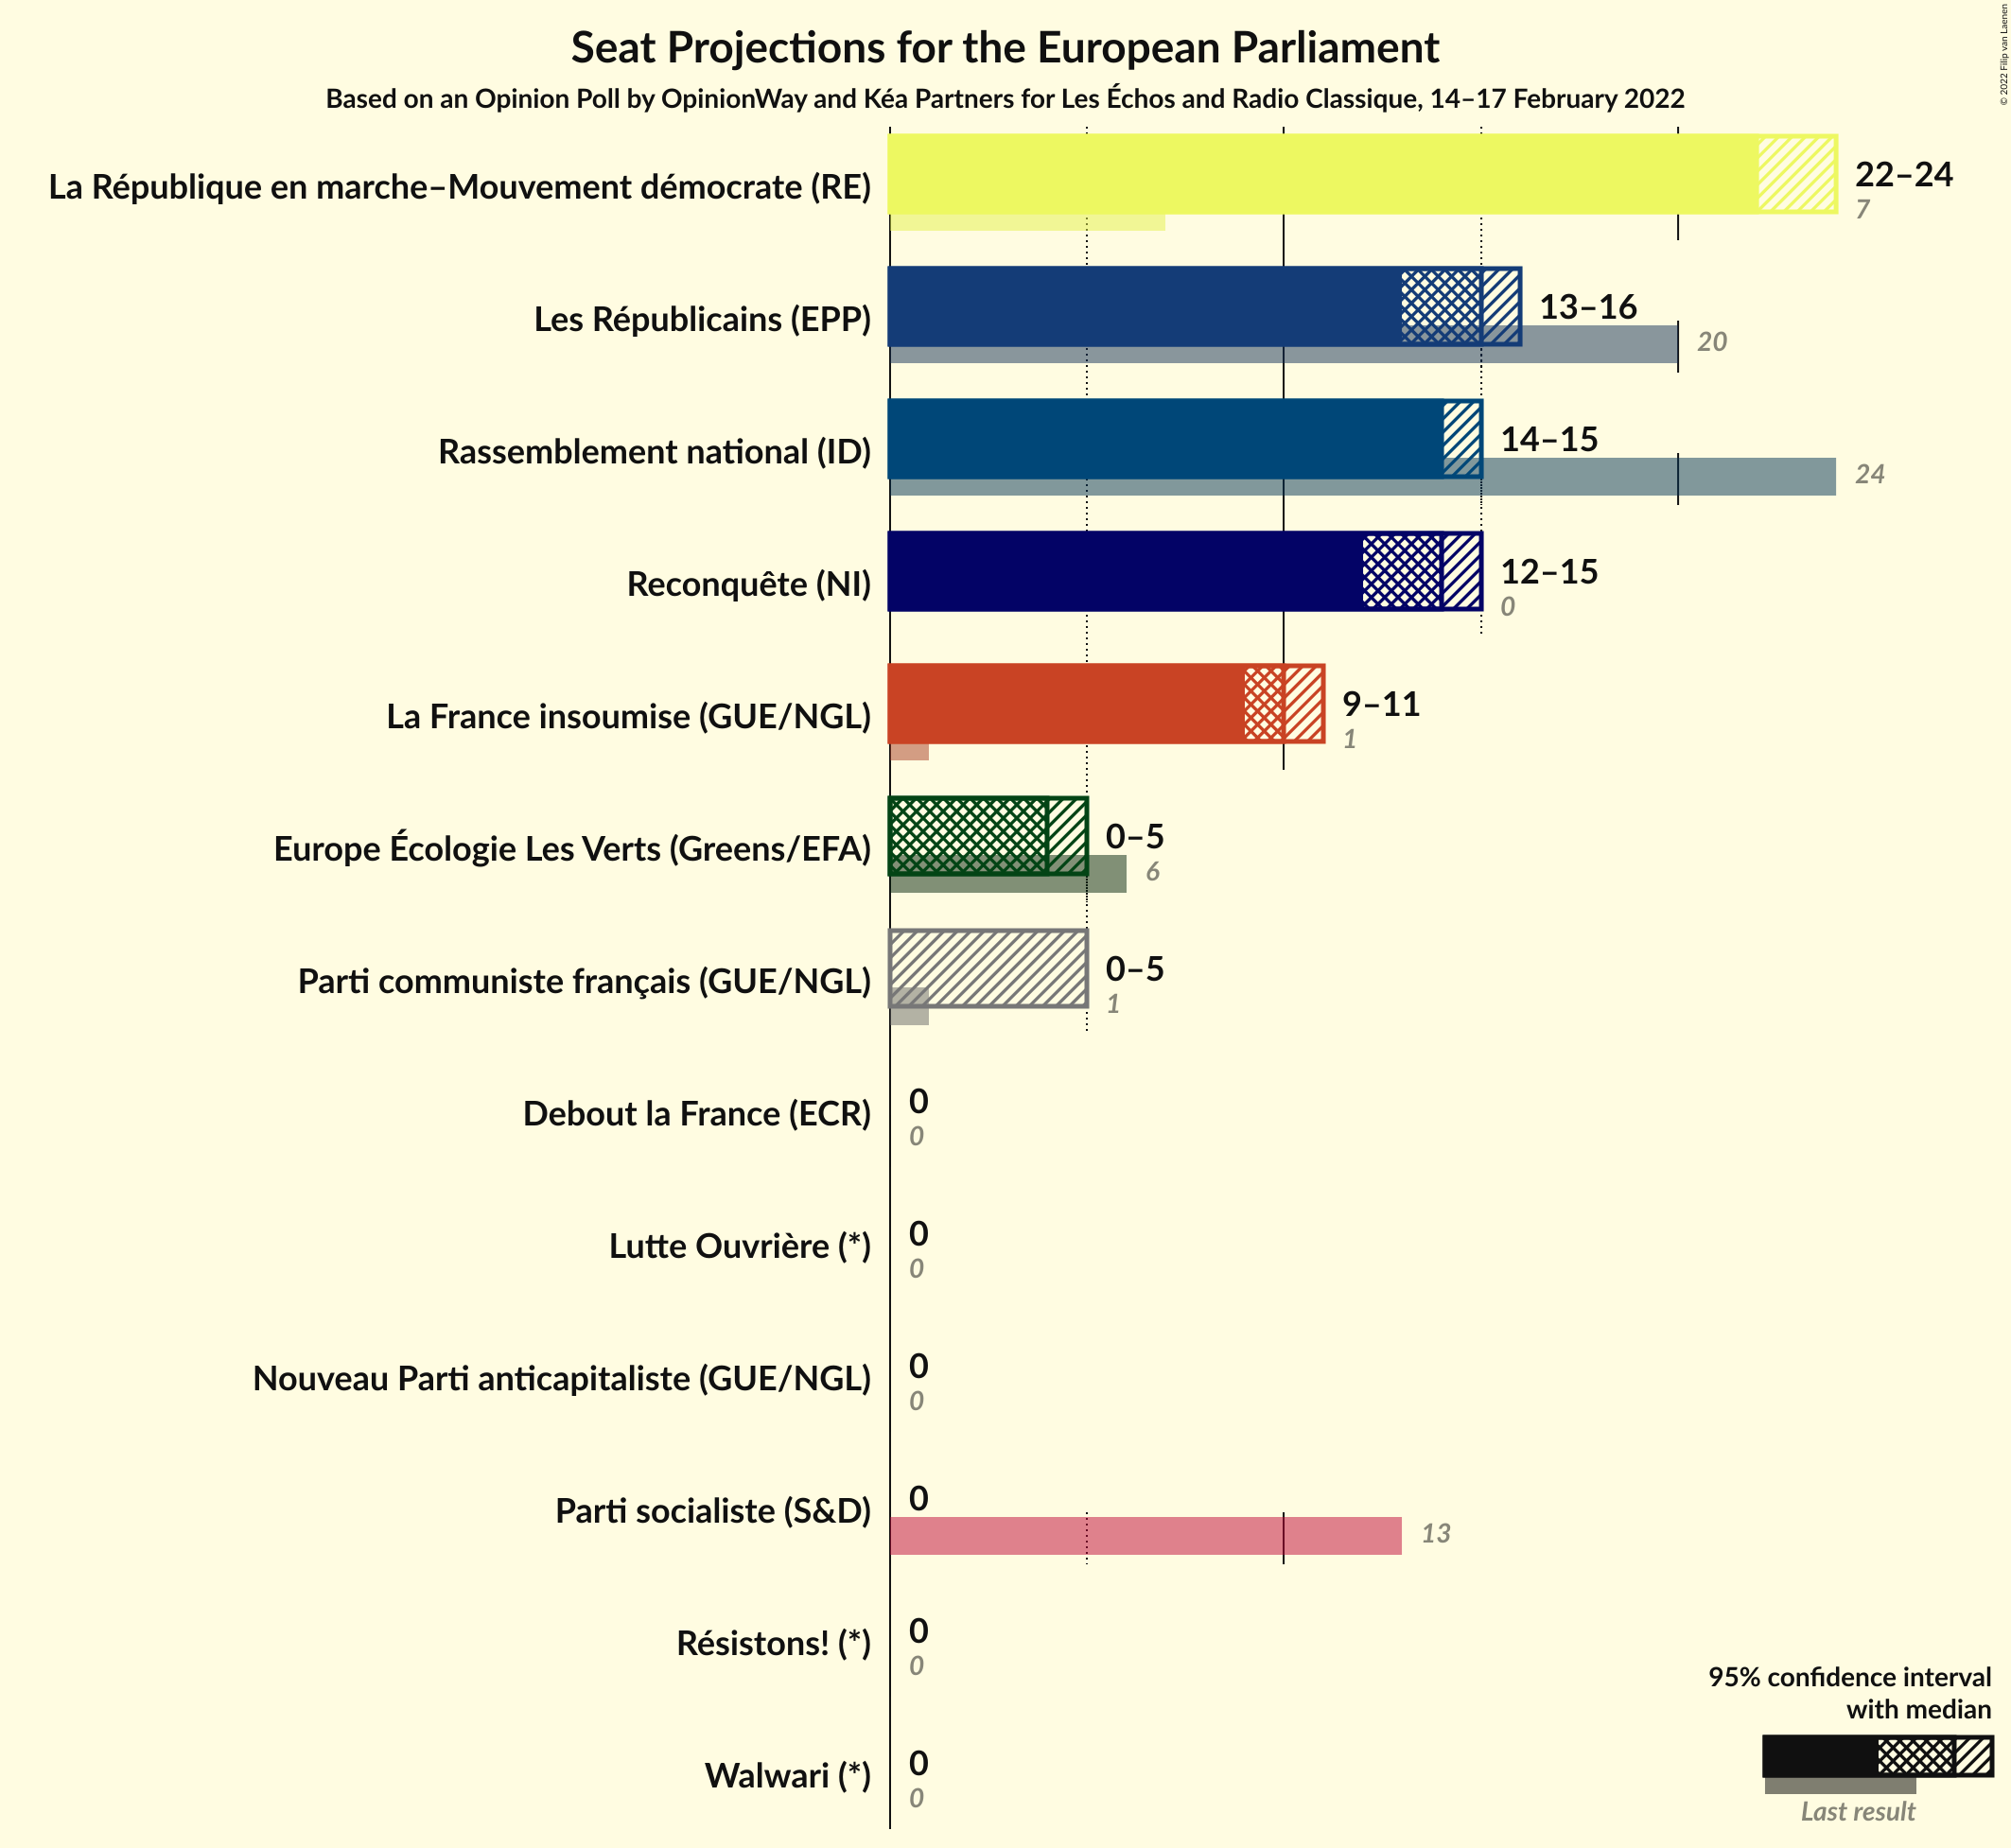 Seat Projections for the European Parliament
Based on an Opinion Poll by OpinionWay and Kéa Partners for Les Échos and Radio Classique, 14–17 February 2022
© 2022 Filip van Laenen
La République en marche–Mouvement démocrate (RE)
22–24
7
Les Républicains (EPP)
13–16
20
Rassemblement national (ID)
14–15
24
Reconquête (NI)
12–15
0
La France insoumise (GUE/NGL)
9–11
1
Europe Écologie Les Verts (Greens/EFA)
0–5
6
Parti communiste français (GUE/NGL)
0–5
1
Debout la France (ECR)
0
0
Lutte Ouvrière (*)
0
0
Nouveau Parti anticapitaliste (GUE/NGL)
0
0
Parti socialiste (S&D)
0
13
Résistons! (*)
0
0
Walwari (*)
0
0
95% confidence interval
with median
Last result